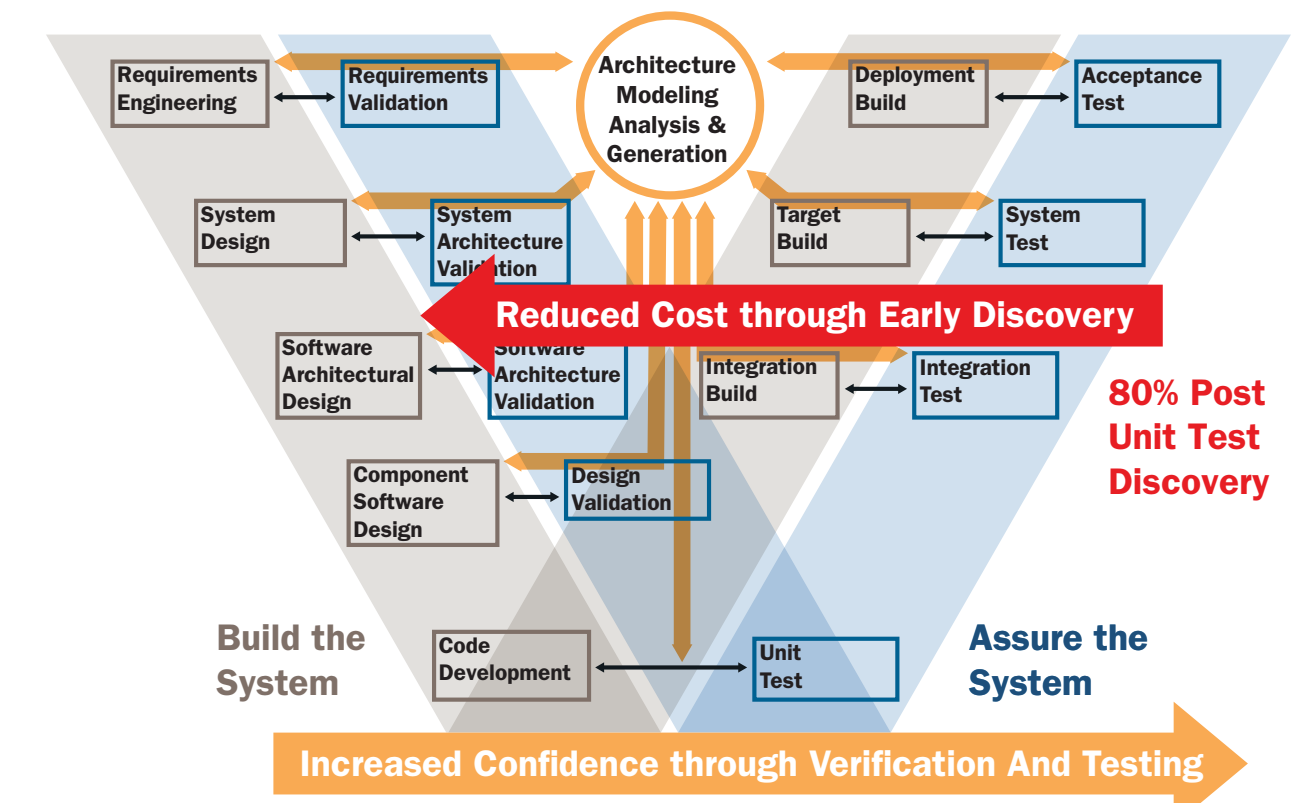 Requirements
Engineering
Requirements
Validation
Architecture
Modeling
Analysis &
Generation
Deployment
Build
Acceptance
Test
System
Design
System
Architecture
Validation
Target
Build
System
Test
Reduced Cost through Early Discovery
Software
Architectural
Design
Software
Architecture
Validation
Integration
Build
Integration
Test
80% Post
Unit Test
Discovery
Component
Software
Design
Design
Validation
Build the
System
Code
Development
Unit
Test
Assure the
System
Increased Confidence through Verification And Testing